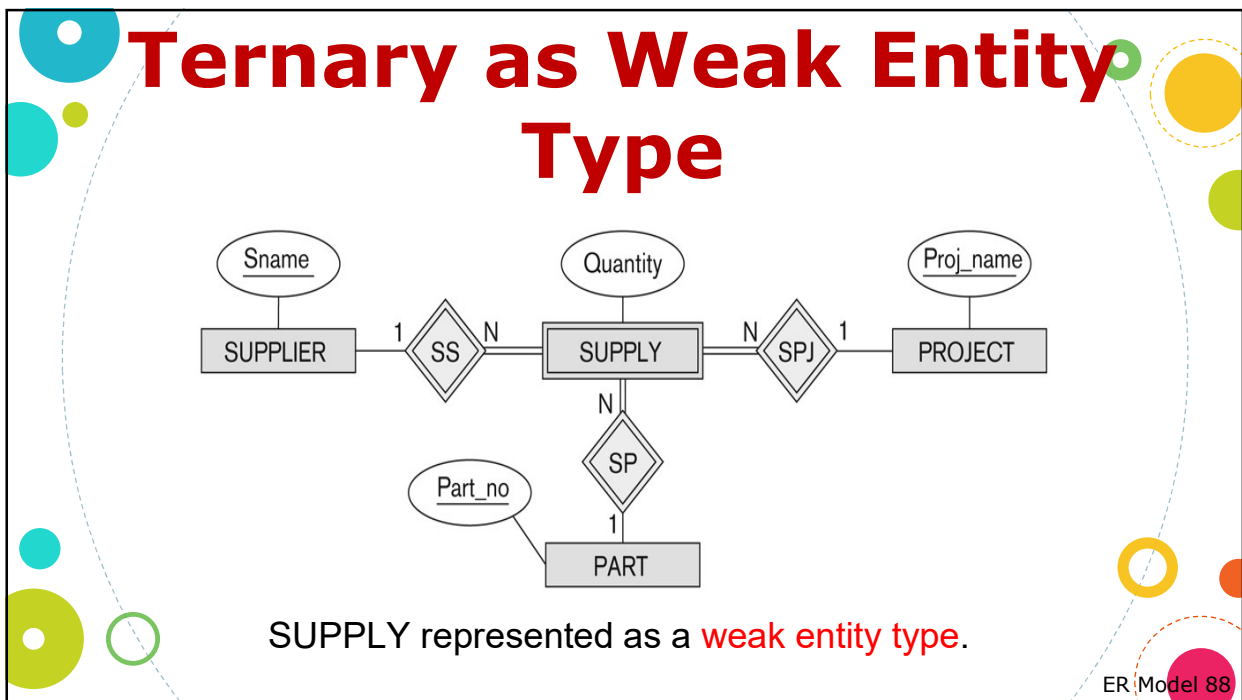 Ternary as Weak Entity
Type
Sname
Quantity
Proj_name
SUPPLIER
1
SS
N
SUPPLY
N
SPJ
1
PROJECT
N
SP
Part_no
1
PART
SUPPLY represented as a weak entity type.
ER Model 88